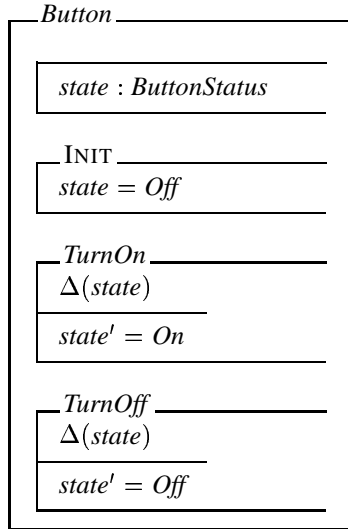 Button
state : ButtonStatus
INIT
state = Off
TurnOn
Δ(state)
state′ = On
TurnOff
Δ(state)
state′ = Off